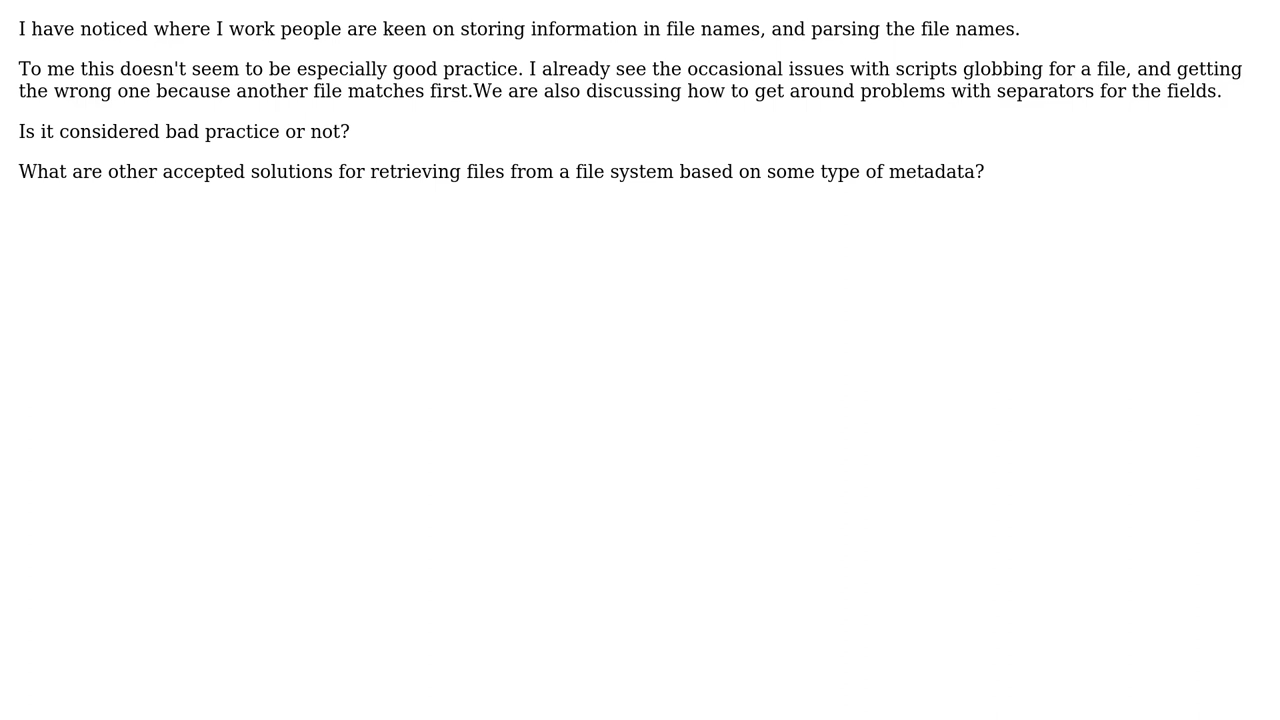 I have noticed where I work people are keen on storing information in file names, and parsing the file names.
To me this doesn't seem to be especially good practice. I already see the occasional issues with scripts globbing for a file, and getting
the wrong one because another file matches first.We are also discussing how to get around problems with separators for the fields.
Is it considered bad practice or not?
What are other accepted solutions for retrieving files from a file system based on some type of metadata?